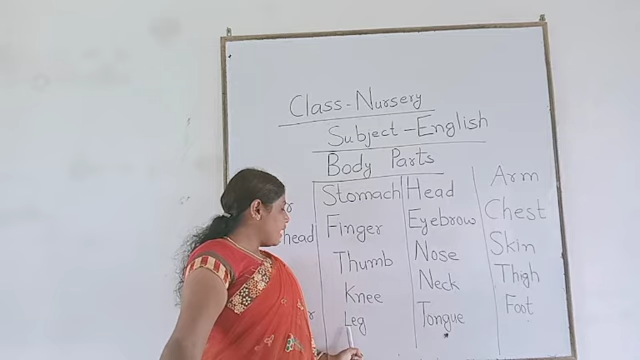 Class-Nursery
Subject-English
Body Parts
Stomach Head Arm
Finger Eyebrow Chest
Thumb Nose Skin
Knee Neck Thigh
Leg Tongue Foot